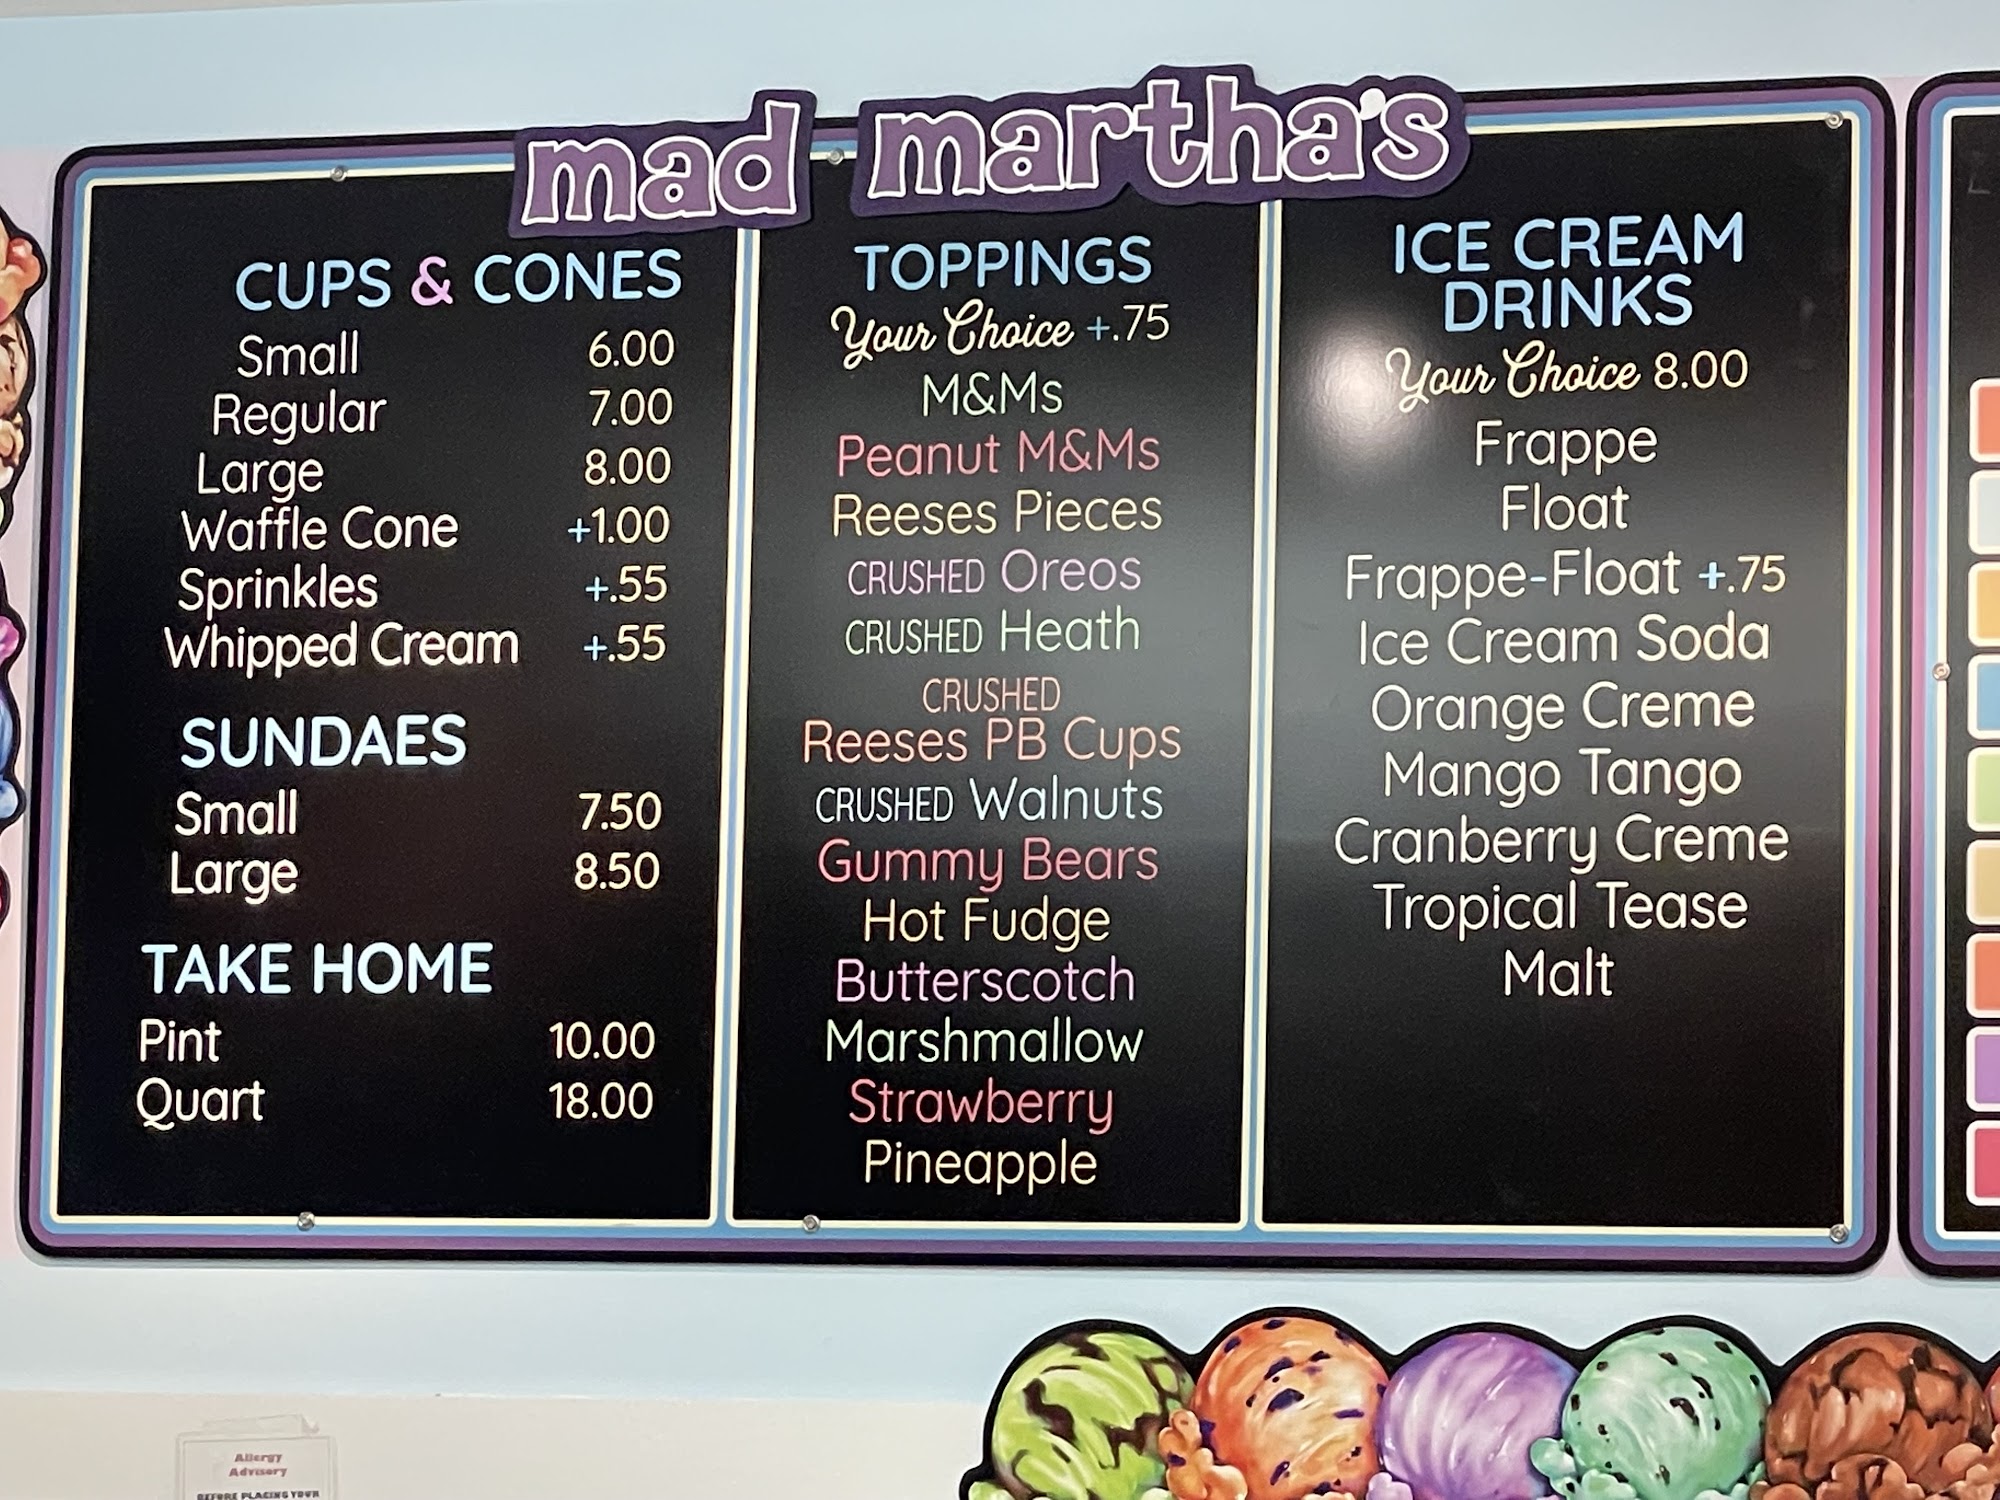 mad martha's
CUPS & CONES
Small 6.00
Regular 7.00
Large 8.00
Waffle Cone +1.00
Sprinkles +.55
Whipped Cream +.55
SUNDAES
Small 7.50
Large 8.50
TAKE HOME
Pint 10.00
Quart 18.00
TOPPINGS
Your Choice +.75
M&Ms
Peanut M&Ms
Reeses Pieces
CRUSHED Oreos
CRUSHED Heath
CRUSHED
Reeses PB Cups
CRUSHED Walnuts
Gummy Bears
Hot Fudge
Butterscotch
Marshmallow
Strawberry
Pineapple
ICE CREAM
DRINKS
Your Choice 8.00
Frappe
Float
Frappe-Float +.75
Ice Cream Soda
Orange Creme
Mango Tango
Cranberry Creme
Tropical Tease
Malt
Allergy
Advisory
BEFORE PLACING YOUR